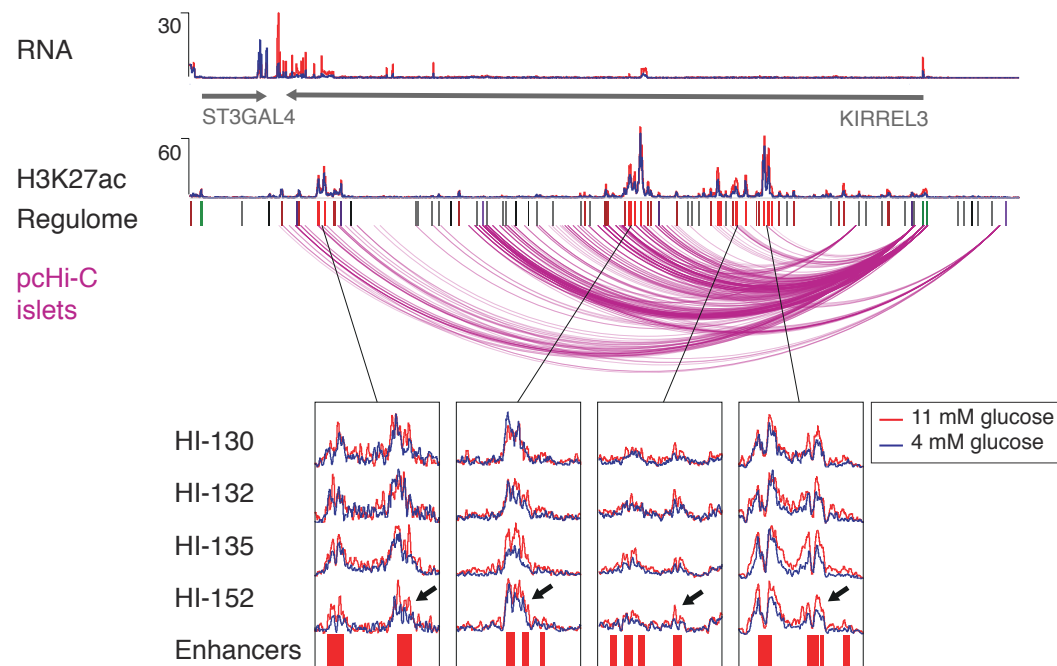 30
RNA
ST3GAL4
KIRREL3
60
H3K27ac
Regulome
pcHi-C
islets
11 mM glucose
4 mM glucose
HI-130
HI-132
HI-135
HI-152
Enhancers